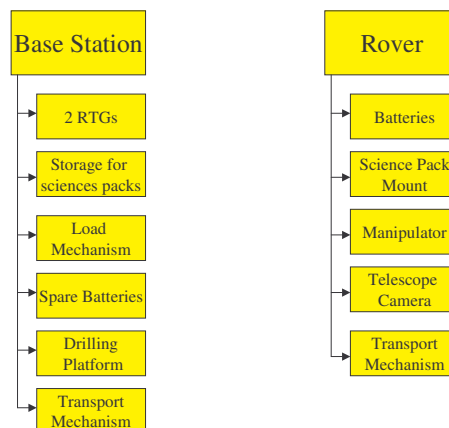 Base Station
2 RTGs
Storage for
sciences packs
Load
Mechanism
Spare Batteries
Drilling
Platform
Transport
Mechanism
Rover
Batteries
Science Pack
Mount
Manipulator
Telescope
Camera
Transport
Mechanism